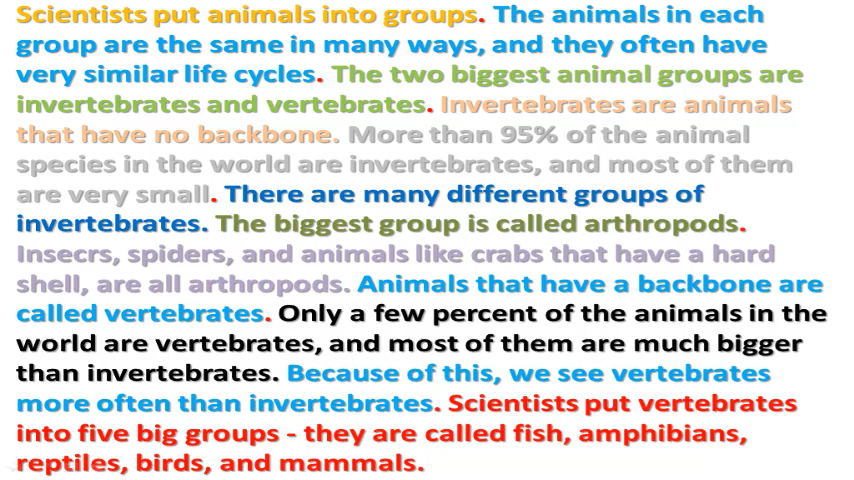 Scientists put animals into groups. The animals in each
group are the same in many ways, and they often have
very similar life cycles. The two biggest animal groups are
invertebrates and vertebrates. Invertebrates are animals
that have no backbone. More than 95% of the animal
species in the world are invertebrates, and most of them
are very small. There are many different groups of
invertebrates. The biggest group is called arthropods.
Insecrs, spiders, and animals like crabs that have a hard
shell, are all arthropods. Animals that have a backbone are
called vertebrates. Only a few percent of the animals in the
world are vertebrates, and most of them are much bigger
than invertebrates. Because of this, we see vertebrates
more often than invertebrates. Scientists put vertebrates
into five big groups - they are called fish, amphibians,
reptiles, birds, and mammals.